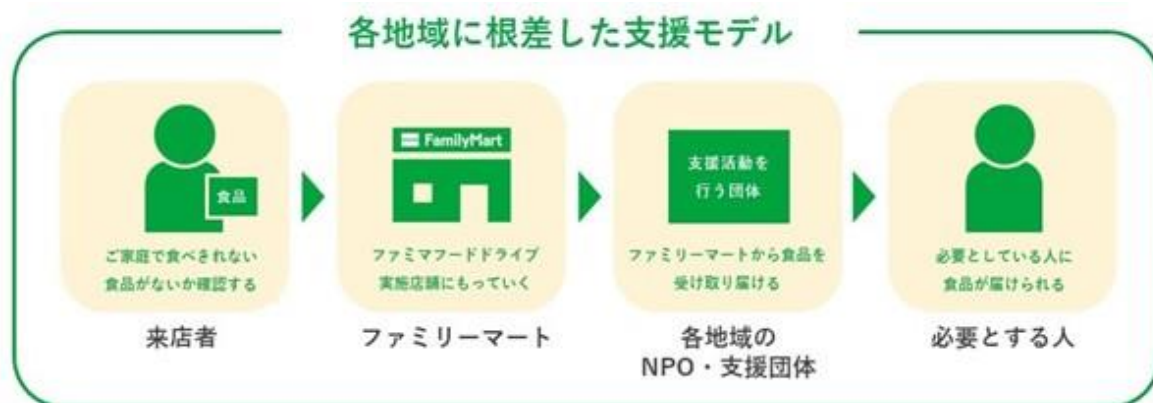 各地域に根差した支援モデル
食品
ご家庭で食べきれない
食品がないか確認する
来店者
FamilyMart
ファミマフードドライブ
実施店舗にもっていく
ファミリーマート
支援活動を
行う団体
ファミリーマートから食品を
受け取り届ける
各地域の
NPO・支援団体
必要としている人に
食品が届けられる
必要とする人